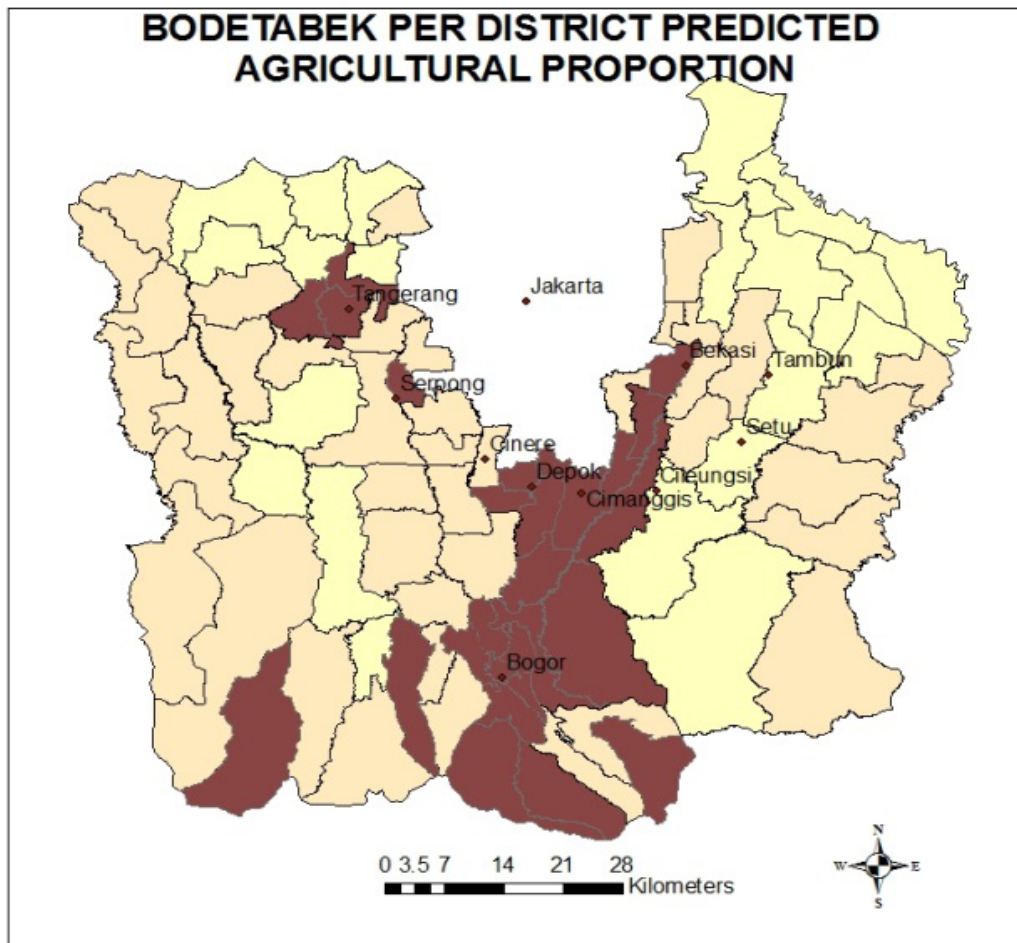 BODETABEK PER DISTRICT PREDICTED
AGRICULTURAL PROPORTION
Jakarta
Tangerang
Bekasi
Tambun
Serpong
Setu
Cinere
Depok
Cileungsi
Cimanggis
Bogor
0 3.5 7 14 21 28
Kilometers
N
W E
S